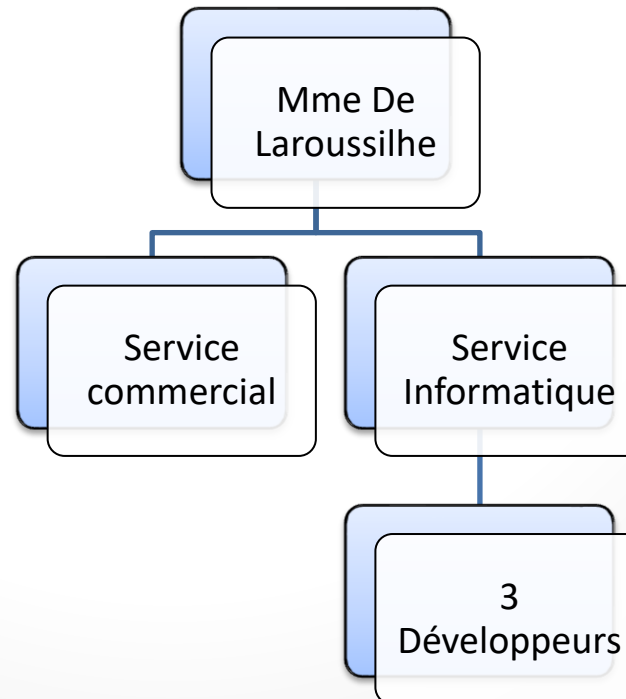 Mme De
Laroussilhe
Service
commercial
Service
Informatique
3
Développeurs